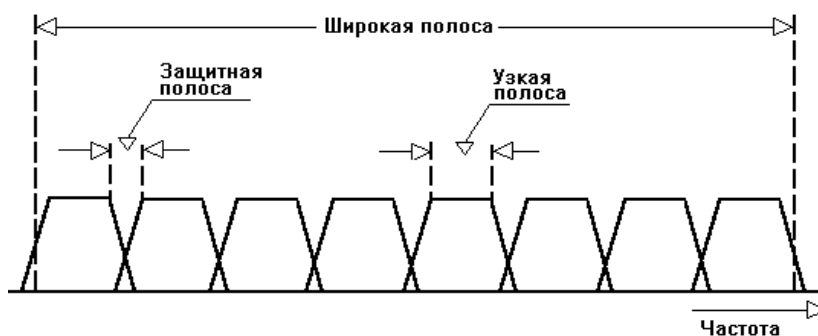 Широкая полоса
Защитная
полоса
Узкая
полоса
Частота